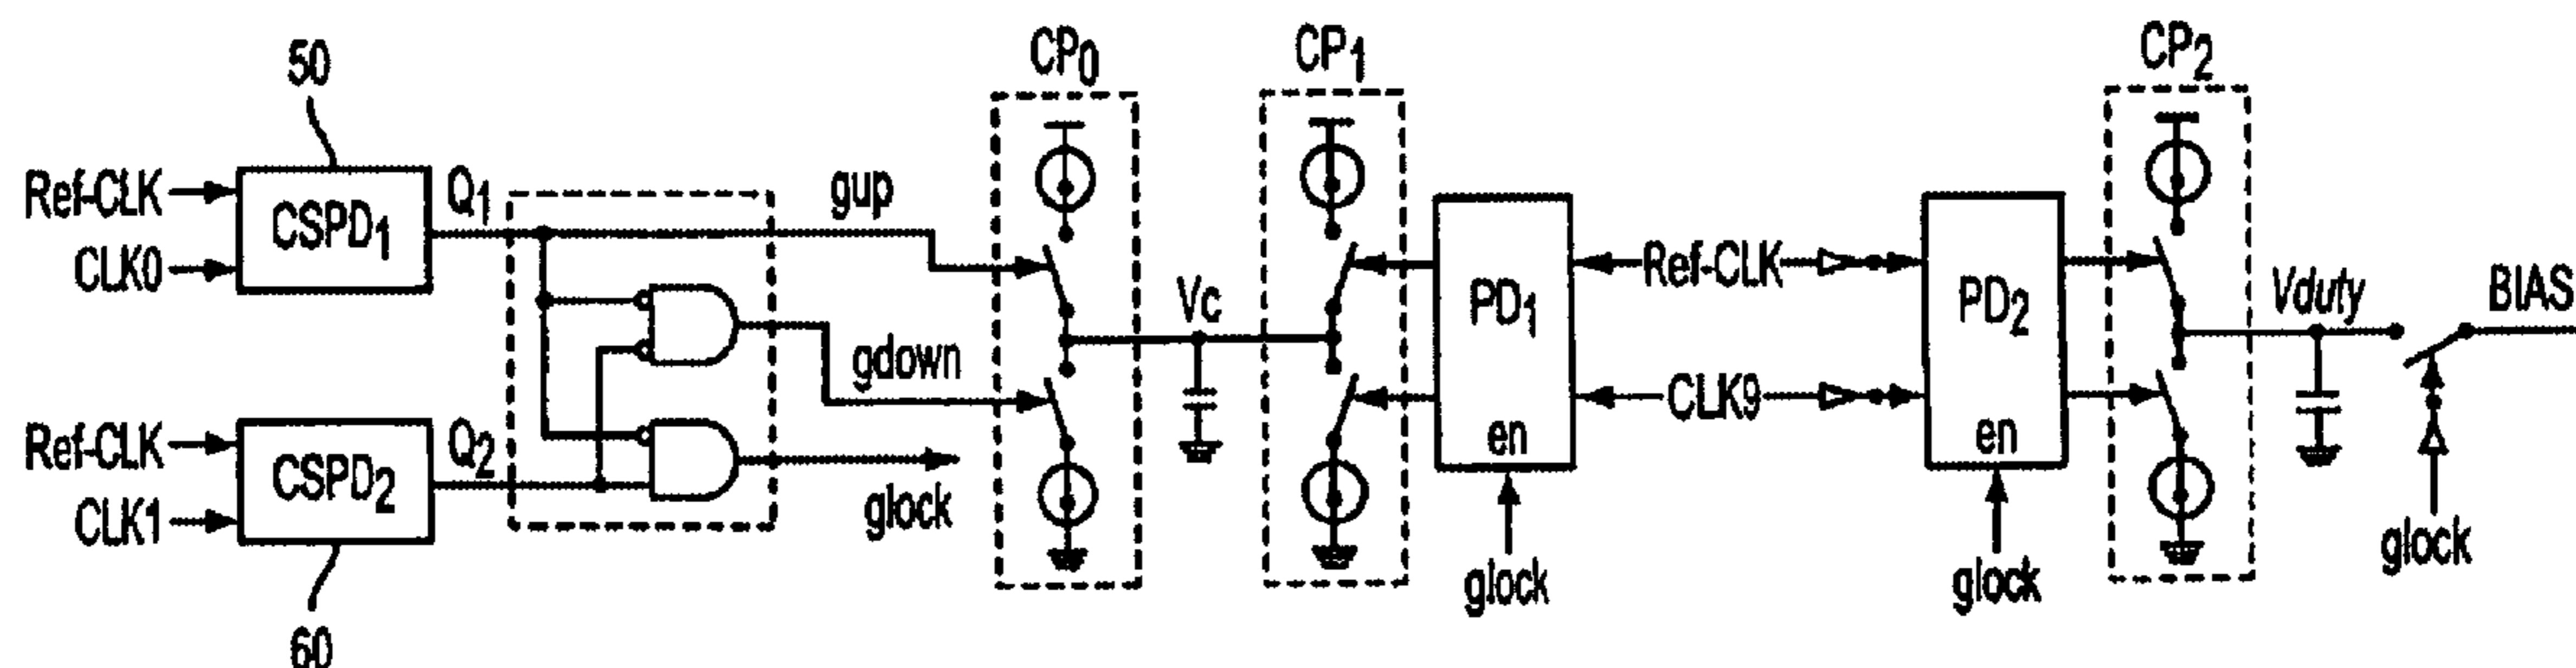 50
Ref-CLK
CLK0
CSPD1
Q1
gup
gdown
Ref-CLK
CLK1
CSPD2
Q2
glock
60
CP0
Vc
CP1
PD1
en
glock
Ref-CLK
CLK9
PD2
en
glock
CP2
Vduty
BIAS
glock